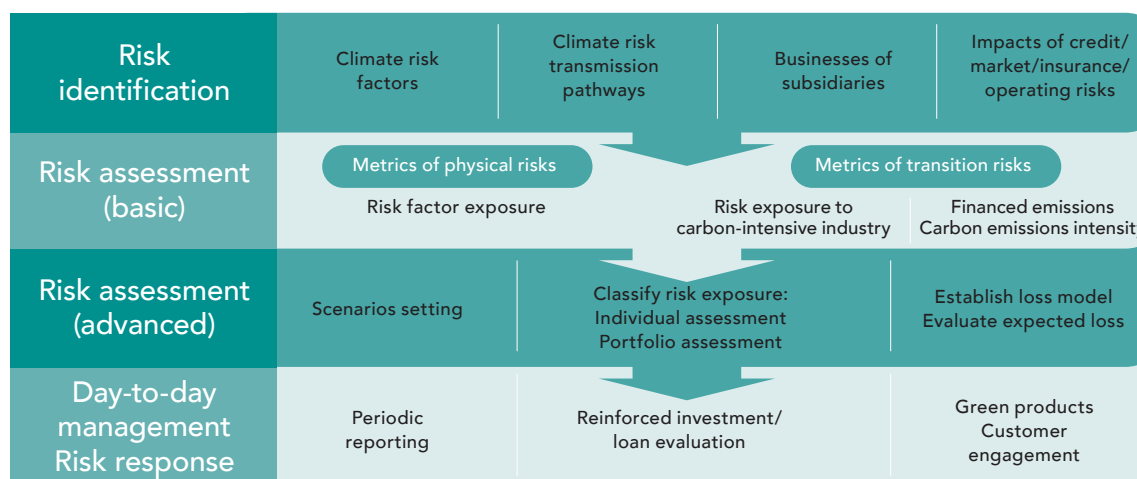 Risk
identification
Climate risk
factors
Climate risk
transmission
pathways
Businesses of
subsidiaries
Impacts of credit/
market/insurance/
operating risks
Risk assessment
(basic)
Metrics of physical risks
Risk factor exposure
Metrics of transition risks
Risk exposure to
carbon-intensive industry
Financed emissions
Carbon emissions intensity
Risk assessment
(advanced)
Scenarios setting
Classify risk exposure:
Individual assessment
Portfolio assessment
Establish loss model
Evaluate expected loss
Day-to-day
management
Risk response
Periodic
reporting
Reinforced investment/
loan evaluation
Green products
Customer
engagement